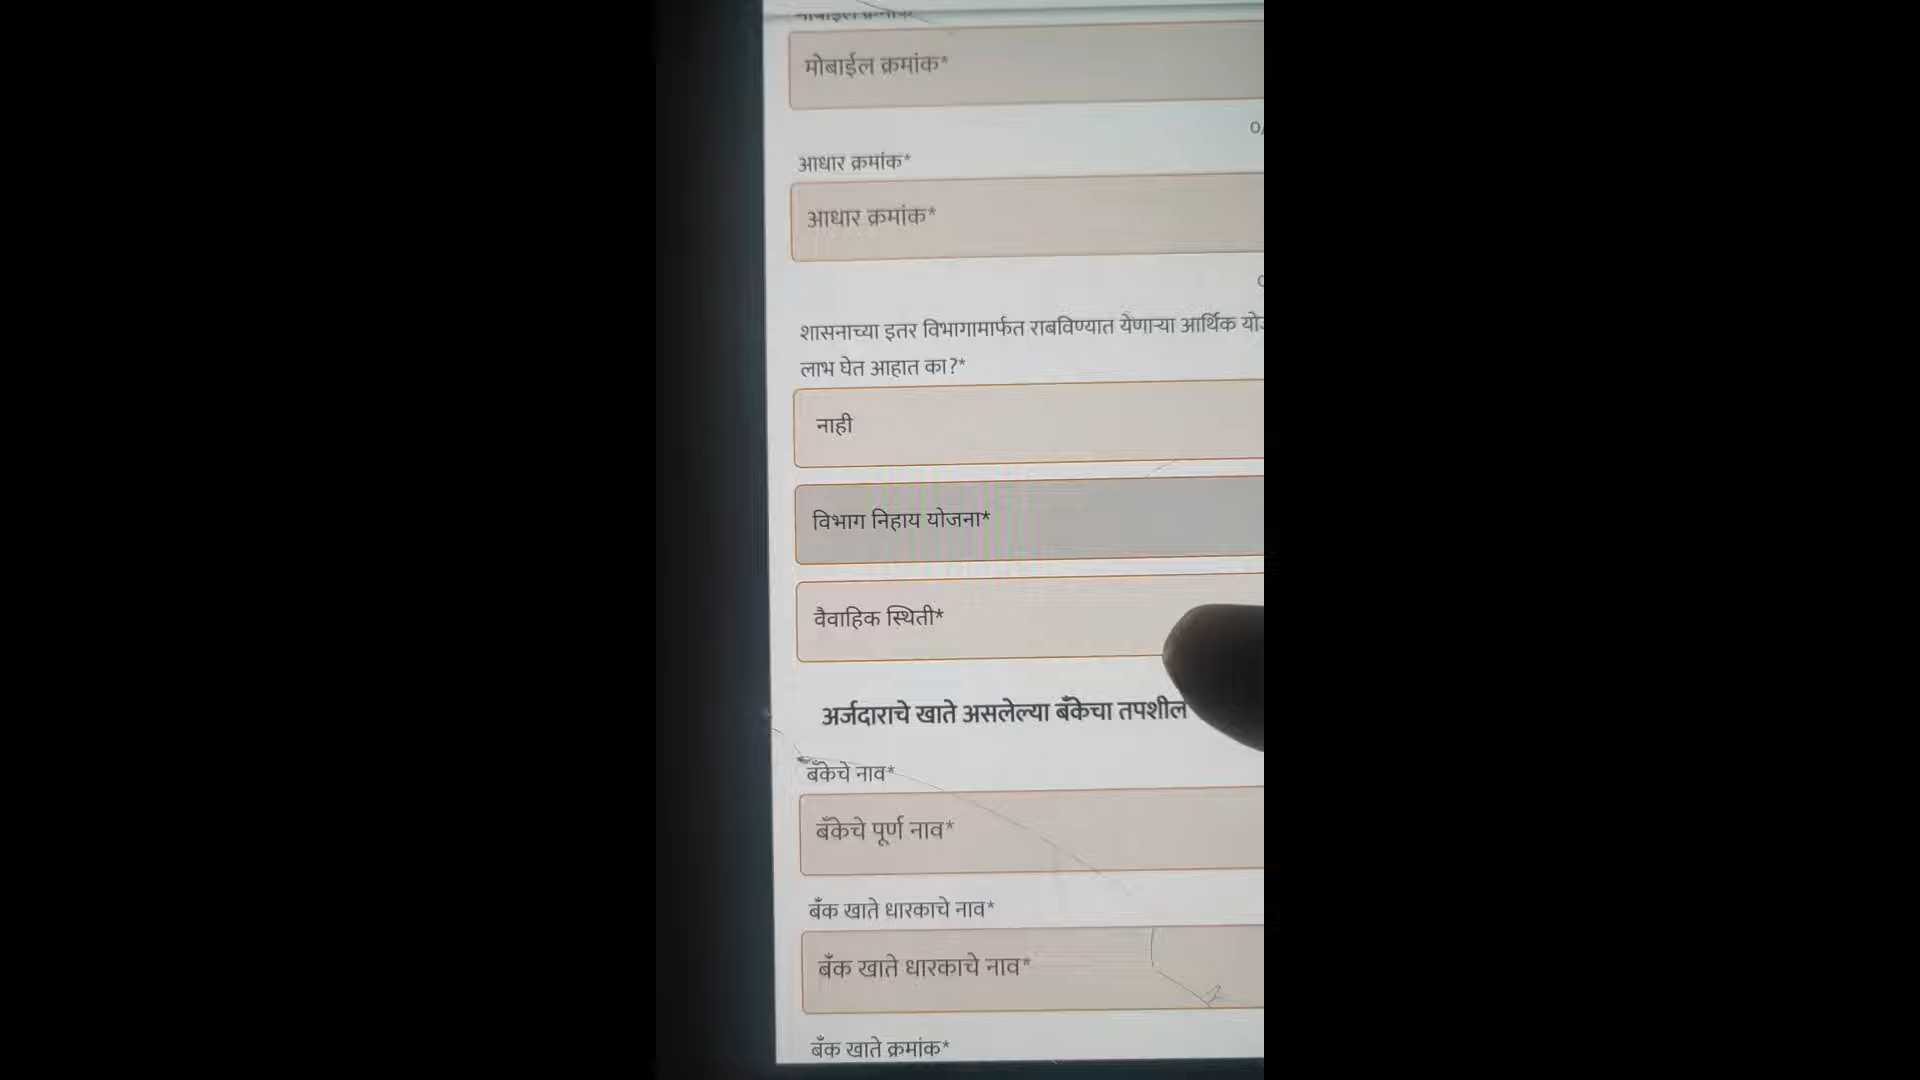 मोबाईल क्रमांक*
आधार क्रमांक*
आधार क्रमांक*
शासनाच्या इतर विभागामार्फत राबविण्यात येणाऱ्या आर्थिक
लाभ घेत आहात का?*
नाही
विभाग निहाय योजना*
वैवाहिक स्थिती*
अर्जदाराचे खाते असलेल्या बँकेचा तपशील
बँकेचे नाव*
बँकेचे पूर्ण नाव*
बँक खाते धारकाचे नाव*
बँक खाते धारकाचे नाव*
बँक खाते क्रमांक*